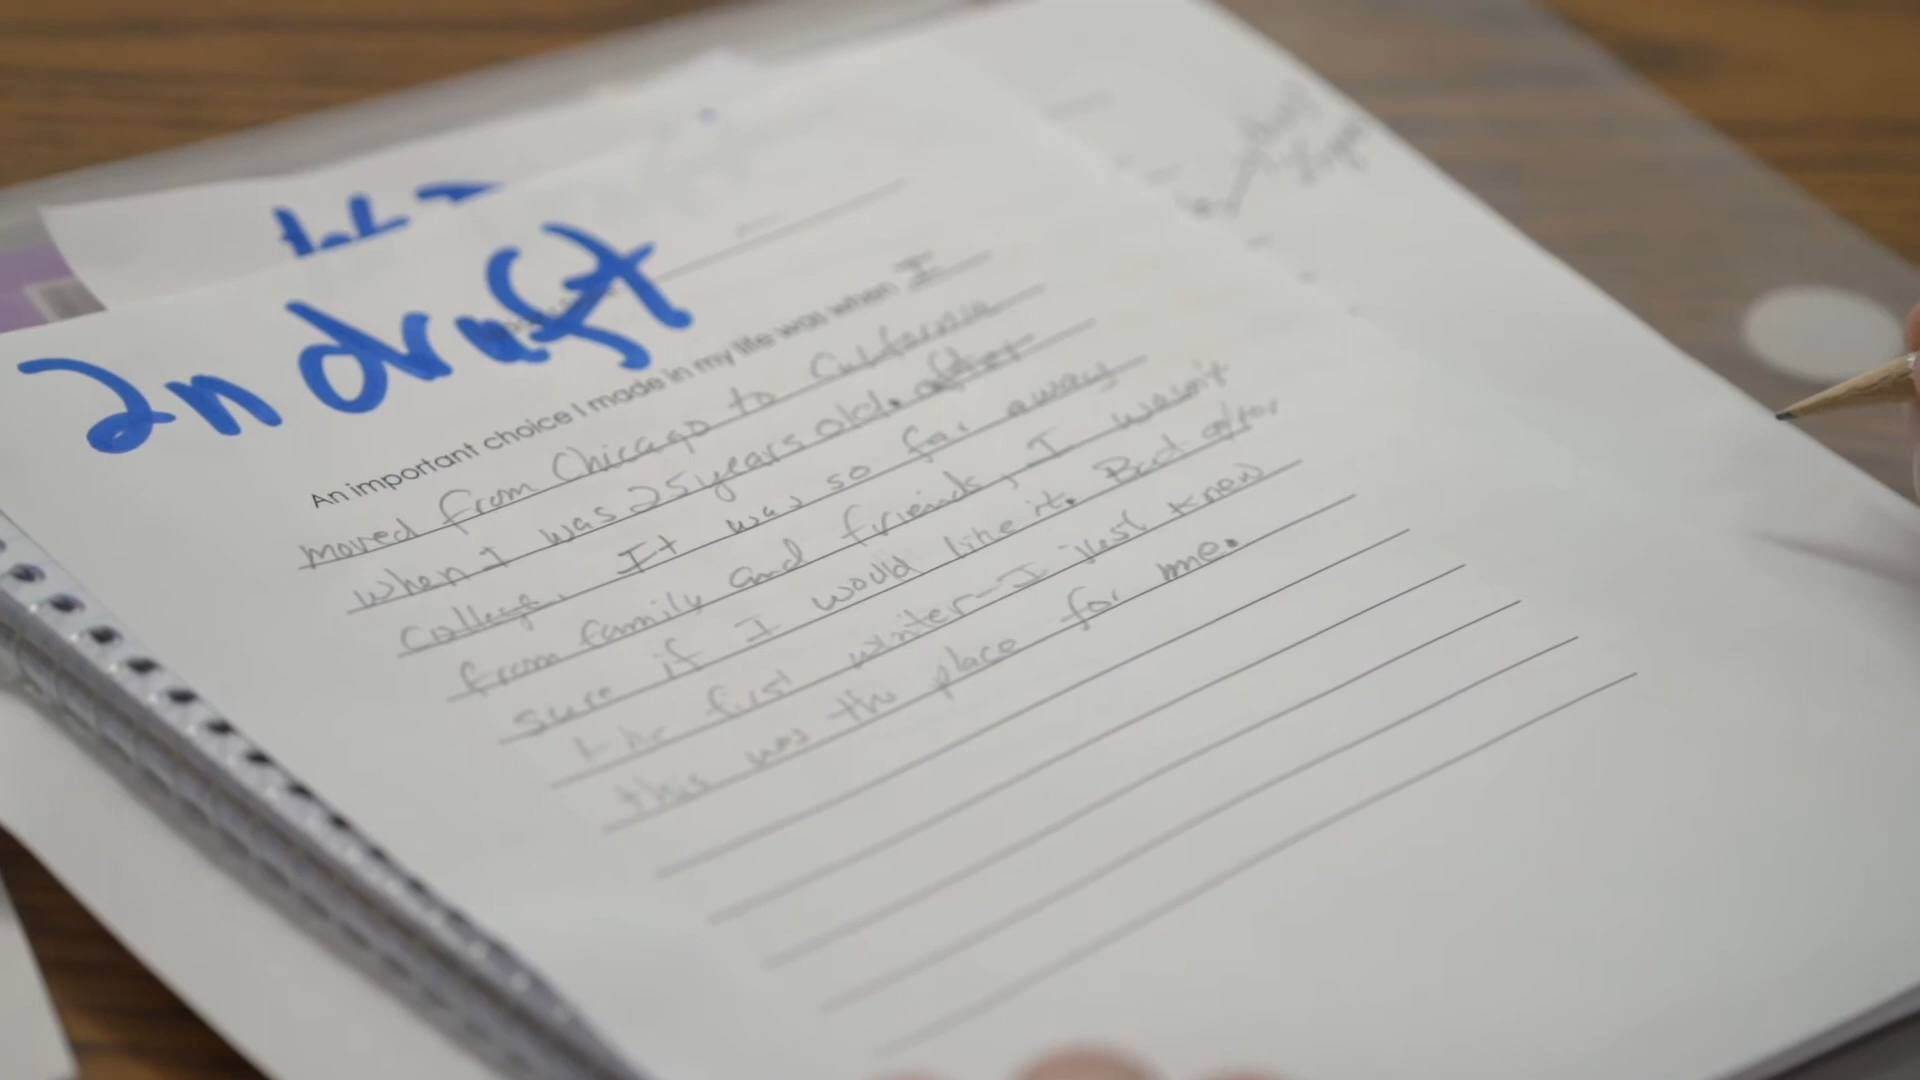 2n draft
An important choice I made in my life was when I
moved from Chicago to California
when I was 25 years old. after
college. It was so far away
from family and friends, I wasn't
sure if I would like it. But after
the first winter-I just knew
this was the place for me.